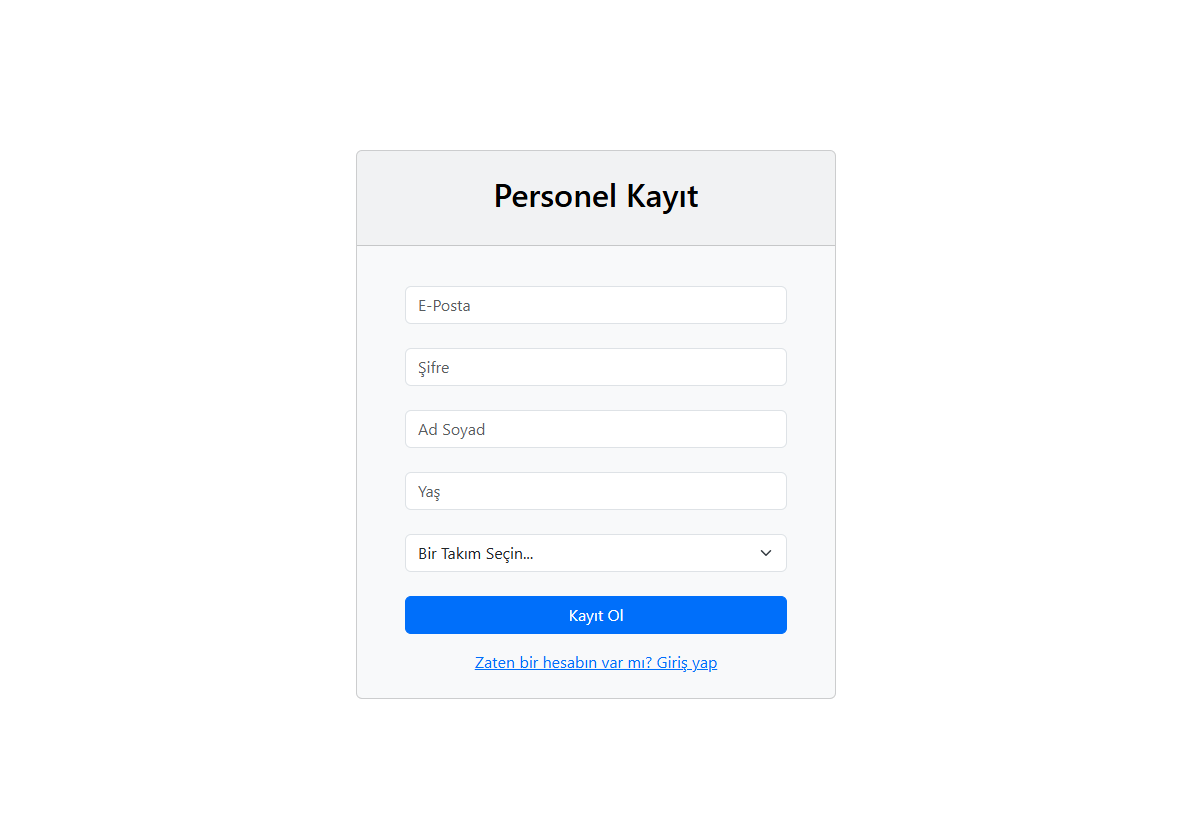 Personel Kayıt
E-Posta
Şifre
Ad Soyad
Yaş
Bir Takım Seçin...
Kayıt Ol
Zaten bir hesabın var mı? Giriş yap